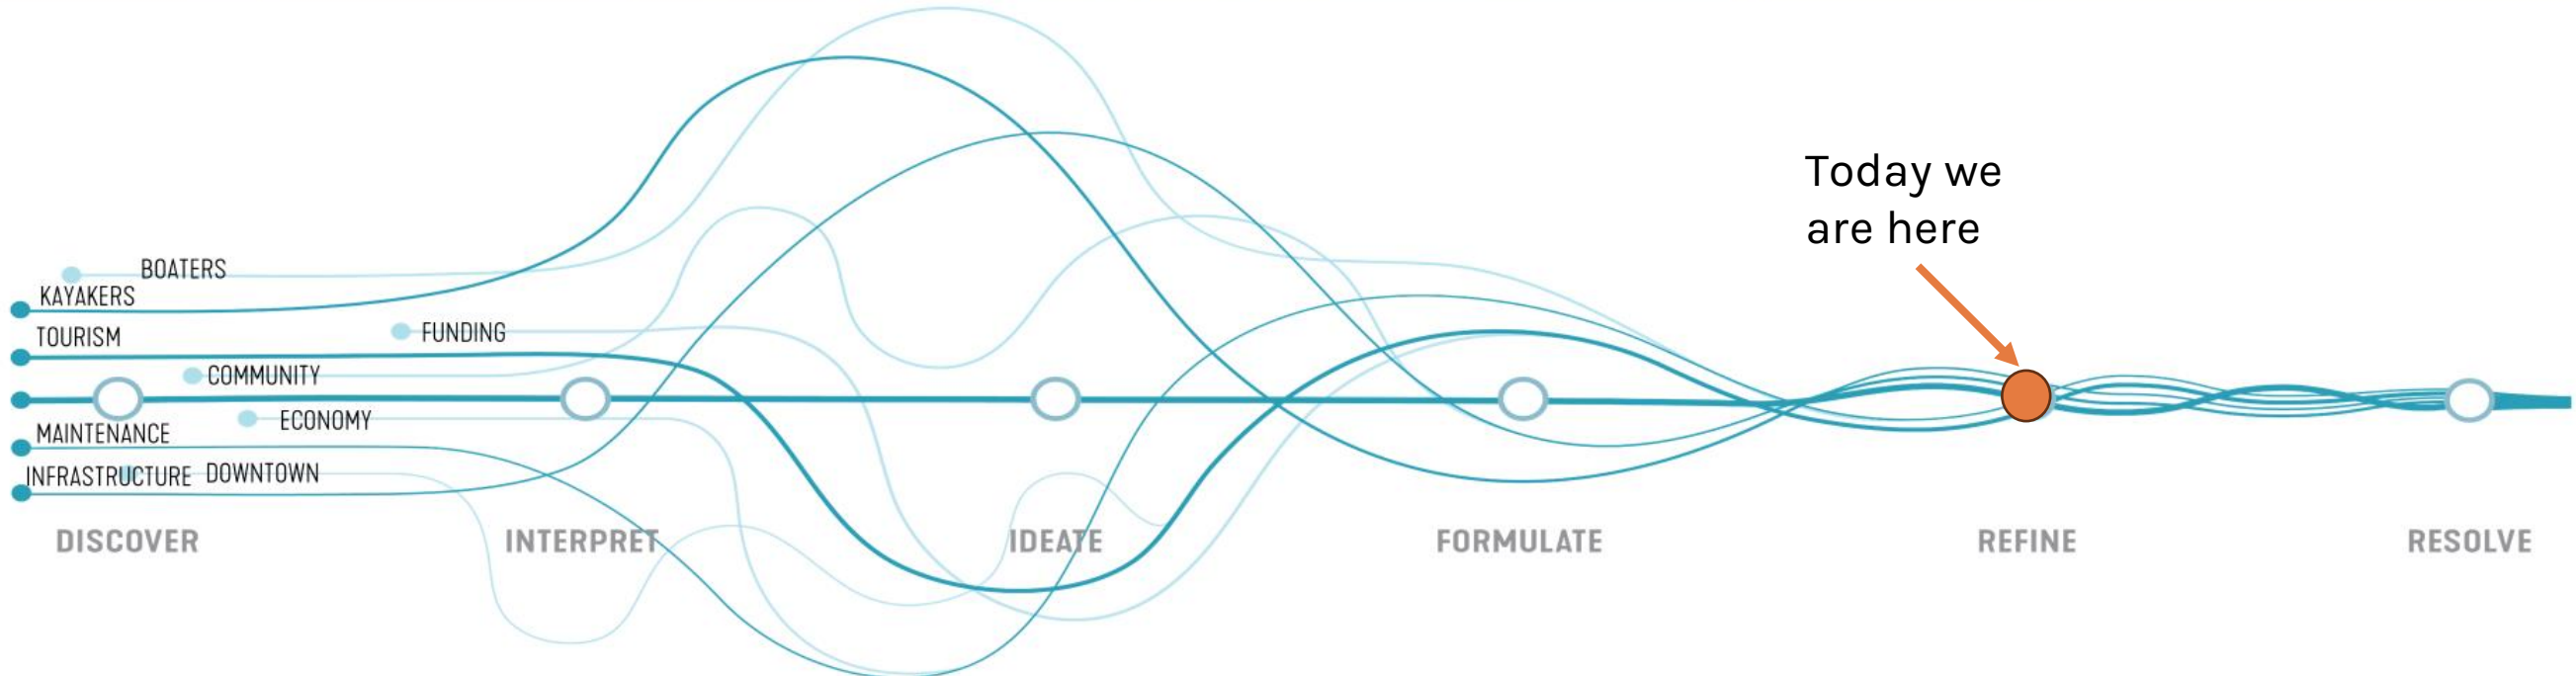 Today we
are here
BOATERS
KAYAKERS
TOURISM
FUNDING
COMMUNITY
ECONOMY
MAINTENANCE
INFRASTRUCTURE DOWNTOWN
DISCOVER INTERPRET IDEATE FORMULATE REFINE RESOLVE